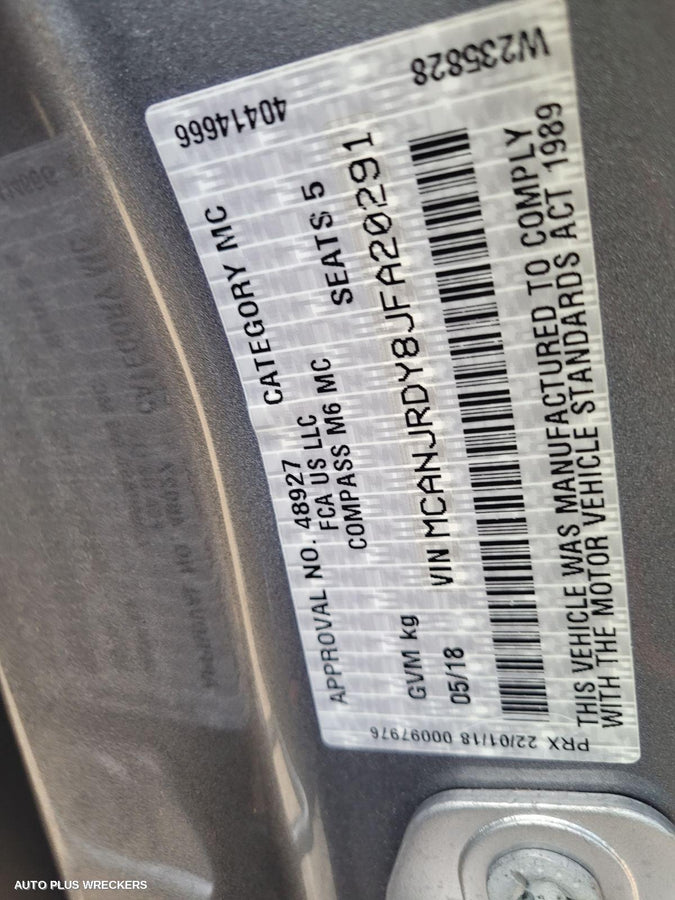 40414666 W235828
APPROVAL NO. 48927 CATEGORY MC
FCA US LLC
COMPASS M6 MC SEATS 5
GVM kg
VIN MCANJRDY8JFA20291
05/18
THIS VEHICLE WAS MANUFACTURED TO COMPLY
WITH THE MOTOR VEHICLE STANDARDS ACT 1989
PRX 22/01/18 00097976
AUTO PLUS WRECKERS